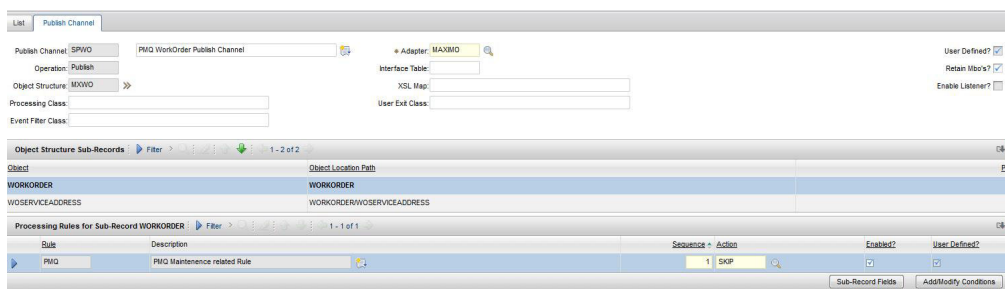 List Publish Channel
Publish Channel: SPWO PMQ WorkOrder Publish Channel * Adapter: MAXIMO User Defined?
Operation: Publish Interface Table: Retain Mbo's?
Object Structure: MXWO XSL Map: Enable Listener?
Processing Class: User Exit Class:
Event Filter Class:
Object Structure Sub-Records Filter 1 - 2 of 2
Object Object Location Path
WORKORDER WORKORDER
WOSERVICEADDRESS WORKORDER/WOSERVICEADDRESS
Processing Rules for Sub-Record WORKORDER Filter 1 - 1 of 1
Rule Description Sequence Action Enabled? User Defined?
PMQ PMQ Maintenence related Rule 1 SKIP
Sub-Record Fields Add/Modify Conditions